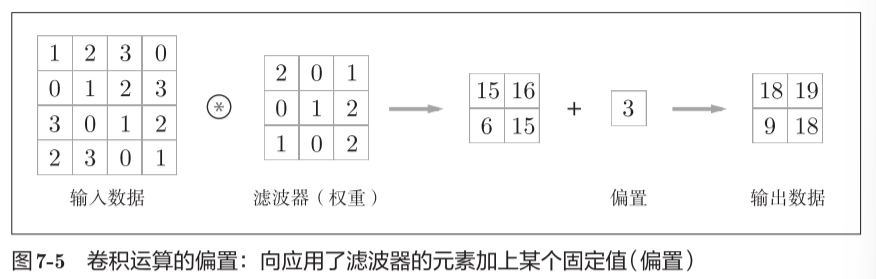 1 2 3 0
0 1 2 3
3 0 1 2
2 3 0 1
⊛
2 0 1
0 1 2
1 0 2
15 16
6 15
+
3
18 19
9 18
输入数据
滤波器（权重）
偏置
输出数据
图7-5 卷积运算的偏置：向应用了滤波器的元素加上某个固定值（偏置）